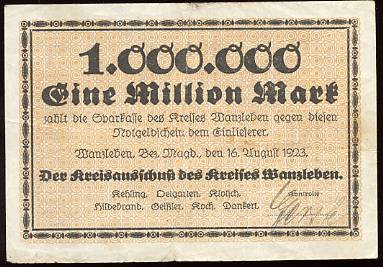 1.000.000
Eine Million Mark
zahlt die Sparkasse des Kreises Wanzleben gegen diesen
Notgeldschein dem Einlieferer.
Wanzleben, Bez. Magdb., den 16. August 1923.
Der Kreisausschuß des Kreises Wanzleben.
Kehling. Oelgarten. Klotsch.
Kontrolle
Hildebrand. Geißler. Koch. Dankert.